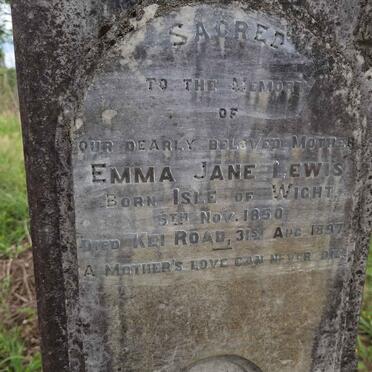 SACRED
TO THE MEMORY
OF
OUR DEARLY BELOVED MOTHER
EMMA JANE LEWIS
BORN ISLE OF WIGHT,
5TH NOV. 1850
DIED KEI ROAD, 31ST AUG 1897
A MOTHER'S LOVE CAN NEVER DIE